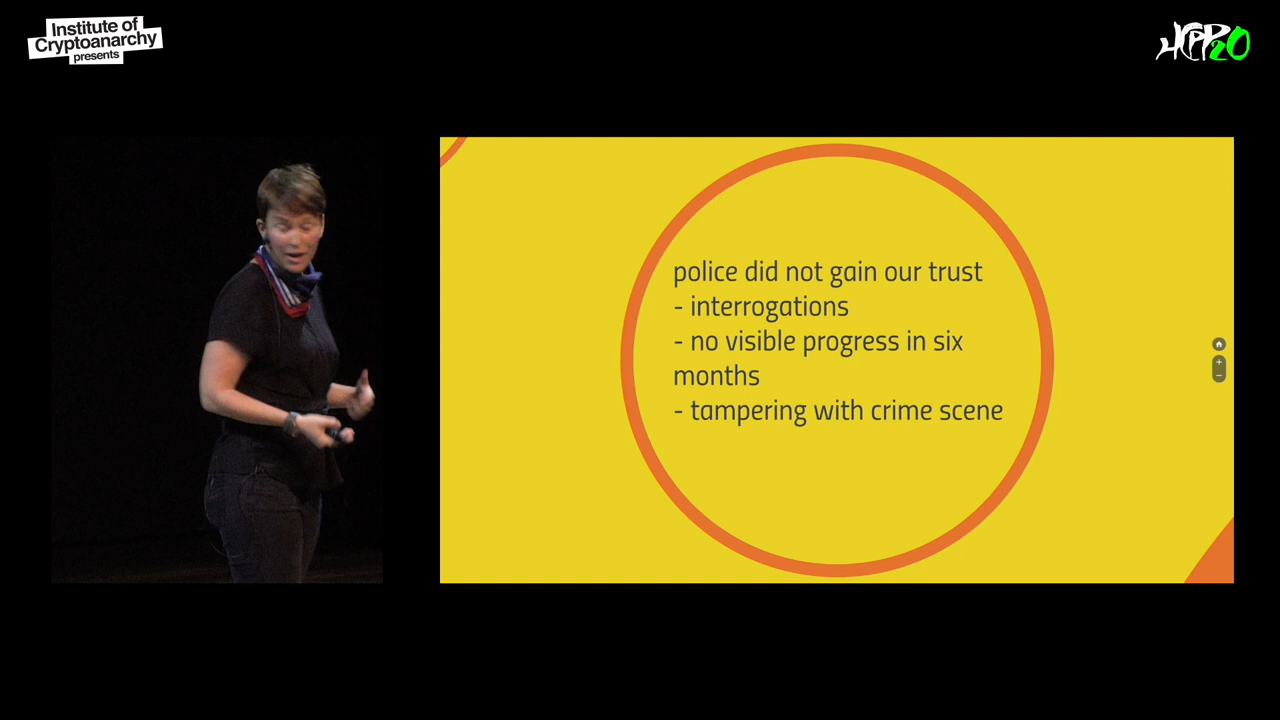 Institute of
Cryptoanarchy
presents
HCPP20
police did not gain our trust
- interrogations
- no visible progress in six
months
- tampering with crime scene